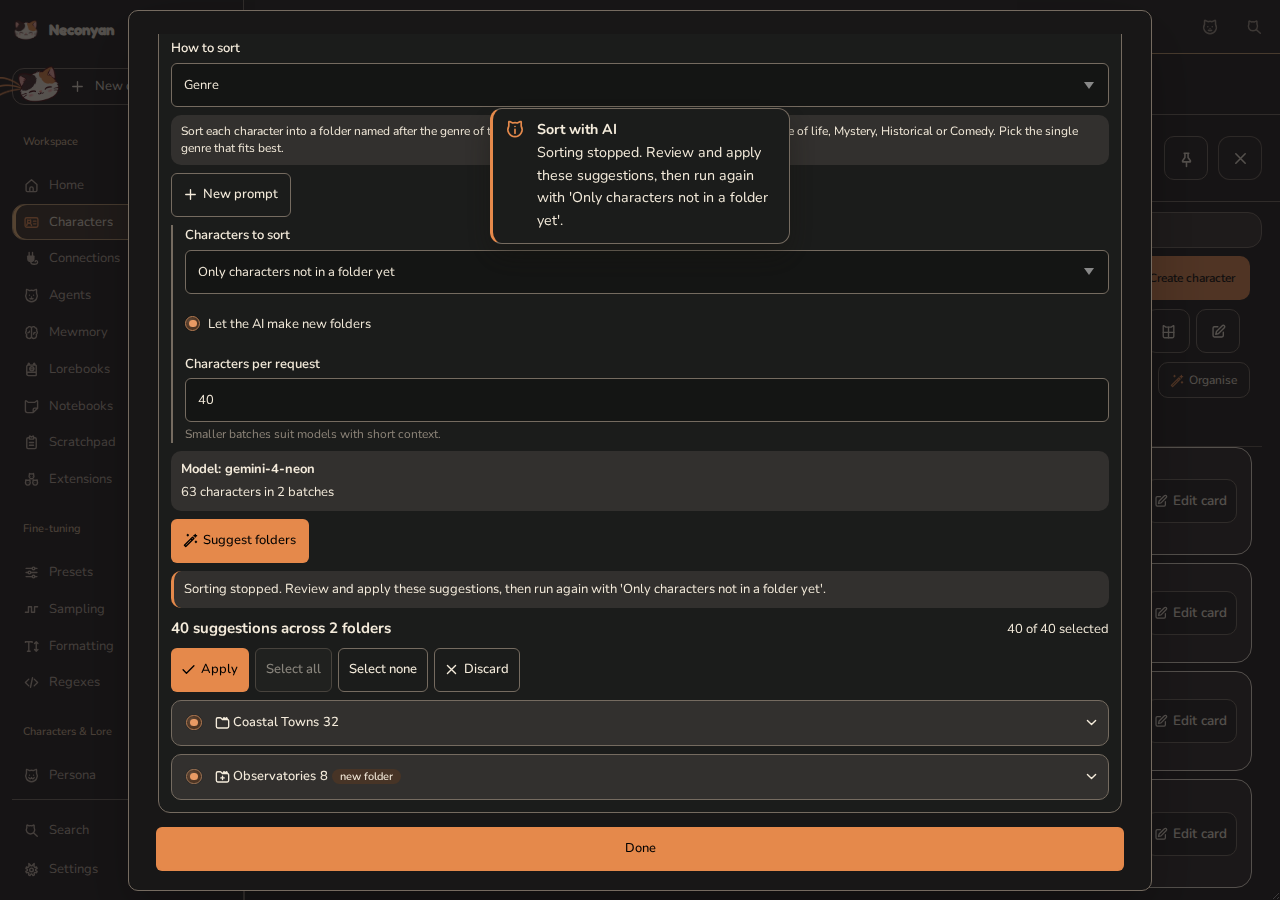 Neconyan
New
Workspace
Home
Characters
Connections
Agents
Mewmory
Lorebooks
Notebooks
Scratchpad
Extensions
Fine-tuning
Presets
Sampling
Formatting
Regexes
Characters & Lore
Persona
Search
Settings
How to sort
Genre
Sort each character into a folder named after the genre of t
e of life, Mystery, Historical or Comedy. Pick the single
genre that fits best.
Sort with AI
Sorting stopped. Review and apply
these suggestions, then run again
with 'Only characters not in a folder
yet'.
New prompt
Characters to sort
Only characters not in a folder yet
Let the AI make new folders
Characters per request
40
Smaller batches suit models with short context.
Model: gemini-4-neon
63 characters in 2 batches
Suggest folders
Sorting stopped. Review and apply these suggestions, then run again with 'Only characters not in a folder yet'.
40 suggestions across 2 folders
40 of 40 selected
Apply
Select all
Select none
Discard
Coastal Towns 32
Observatories 8 new folder
Done
Create character
Organise
Edit card
Edit card
Edit card
Edit card